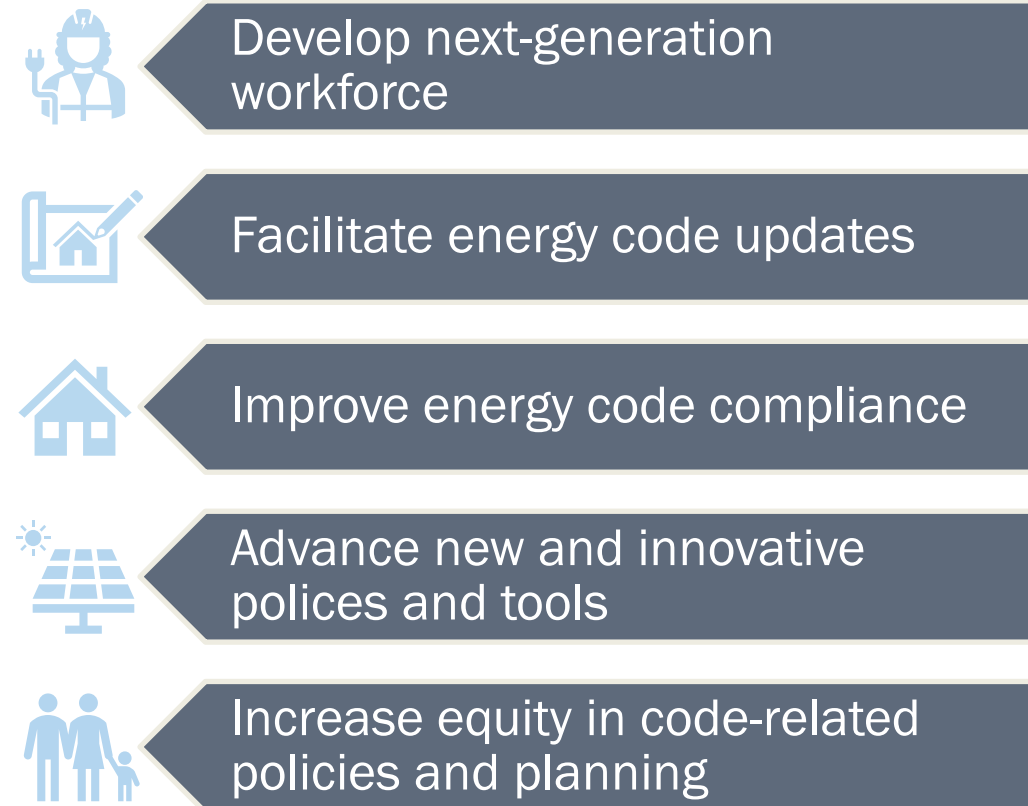 Develop next-generation
workforce
Facilitate energy code updates
Improve energy code compliance
Advance new and innovative
polices and tools
Increase equity in code-related
policies and planning